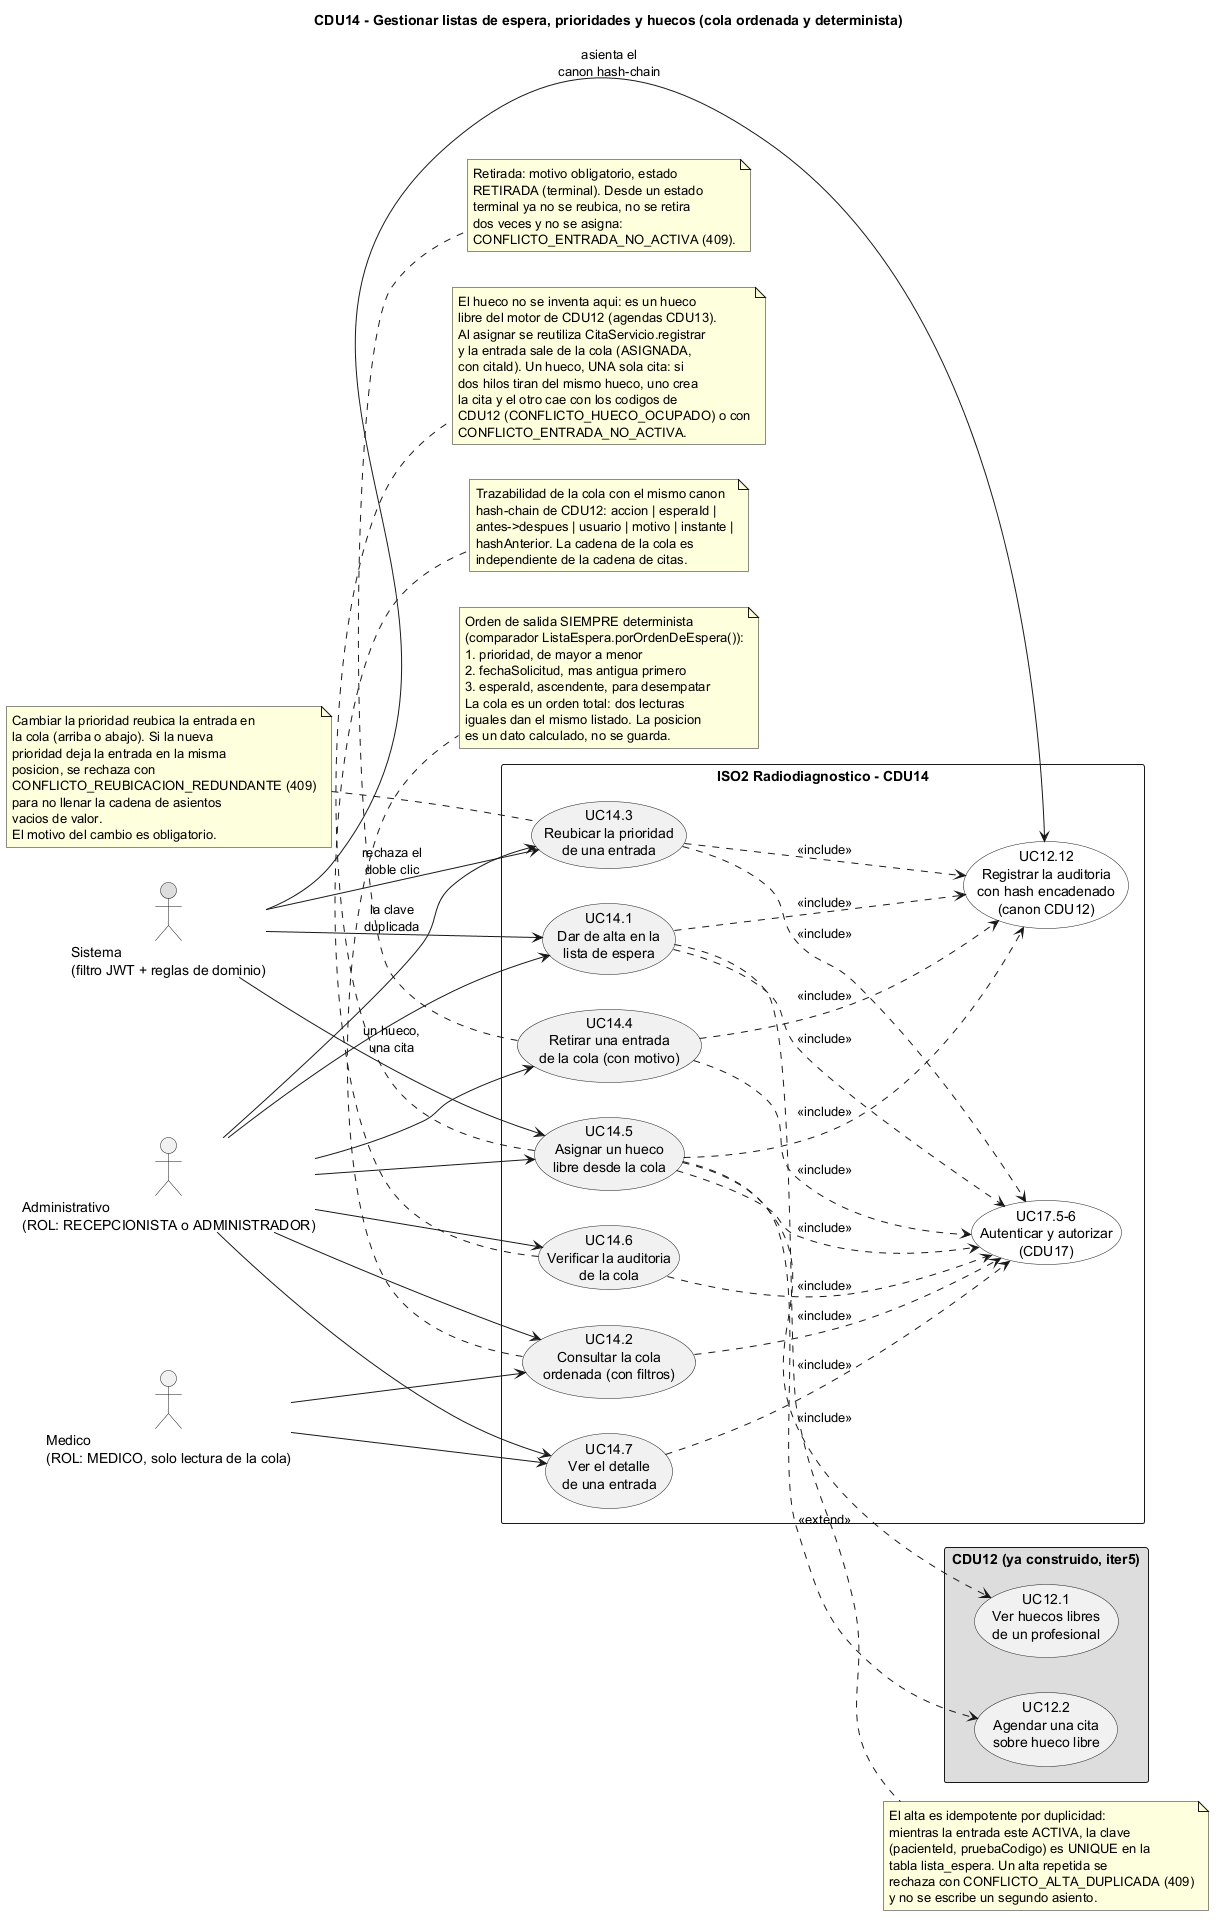 CDU14 - Gestionar listas de espera, prioridades y huecos (cola ordenada y determinista)
asienta el
canon hash-chain
Retirada: motivo obligatorio, estado
RETIRADA (terminal). Desde un estado
terminal ya no se reubica, no se retira
dos veces y no se asigna:
CONFLICTO_ENTRADA_NO_ACTIVA (409).
El hueco no se inventa aqui: es un hueco
libre del motor de CDU12 (agendas CDU13).
Al asignar se reutiliza CitaServicio.registrar
y la entrada sale de la cola (ASIGNADA,
con citaId). Un hueco, UNA sola cita: si
dos hilos tiran del mismo hueco, uno crea
la cita y el otro cae con los codigos de
CDU12 (CONFLICTO_HUECO_OCUPADO) o con
CONFLICTO_ENTRADA_NO_ACTIVA.
Trazabilidad de la cola con el mismo canon
hash-chain de CDU12: accion | esperaId |
antes->despues | usuario | motivo | instante |
hashAnterior. La cadena de la cola es
independiente de la cadena de citas.
Orden de salida SIEMPRE determinista
(comparador ListaEspera.porOrdenDeEspera()):
1. prioridad, de mayor a menor
2. fechaSolicitud, mas antigua primero
3. esperaId, ascendente, para desempatar
La cola es un orden total: dos lecturas
iguales dan el mismo listado. La posicion
es un dato calculado, no se guarda.
Cambiar la prioridad reubica la entrada en
la cola (arriba o abajo). Si la nueva
prioridad deja la entrada en la misma
posicion, se rechaza con
CONFLICTO_REUBICACION_REDUNDANTE (409)
para no llenar la cadena de asientos
vacios de valor.
El motivo del cambio es obligatorio.
ISO2 Radiodiagnostico - CDU14
UC14.3
Reubicar la prioridad
de una entrada
rechaza el
doble clic
«include»
UC12.12
Registrar la auditoria
con hash encadenado
(canon CDU12)
«include»
la clave
duplicada
UC14.1
Dar de alta en la
lista de espera
«include»
Sistema
(filtro JWT + reglas de dominio)
«include»
UC14.4
Retirar una entrada
de la cola (con motivo)
un hueco,
una cita
«include»
«include»
UC14.5
Asignar un hueco
libre desde la cola
«include»
Administrativo
(ROL: RECEPCIONISTA o ADMINISTRADOR)
«include»
UC17.5-6
Autenticar y autorizar
(CDU17)
UC14.6
Verificar la auditoria
de la cola
«include»
«include»
UC14.2
Consultar la cola
ordenada (con filtros)
«include»
Medico
(ROL: MEDICO, solo lectura de la cola)
«include»
UC14.7
Ver el detalle
de una entrada
«extend»
CDU12 (ya construido, iter5)
UC12.1
Ver huecos libres
de un profesional
UC12.2
Agendar una cita
sobre hueco libre
El alta es idempotente por duplicidad:
mientras la entrada este ACTIVA, la clave
(pacienteId, pruebaCodigo) es UNIQUE en la
tabla lista_espera. Un alta repetida se
rechaza con CONFLICTO_ALTA_DUPLICADA (409)
y no se escribe un segundo asiento.